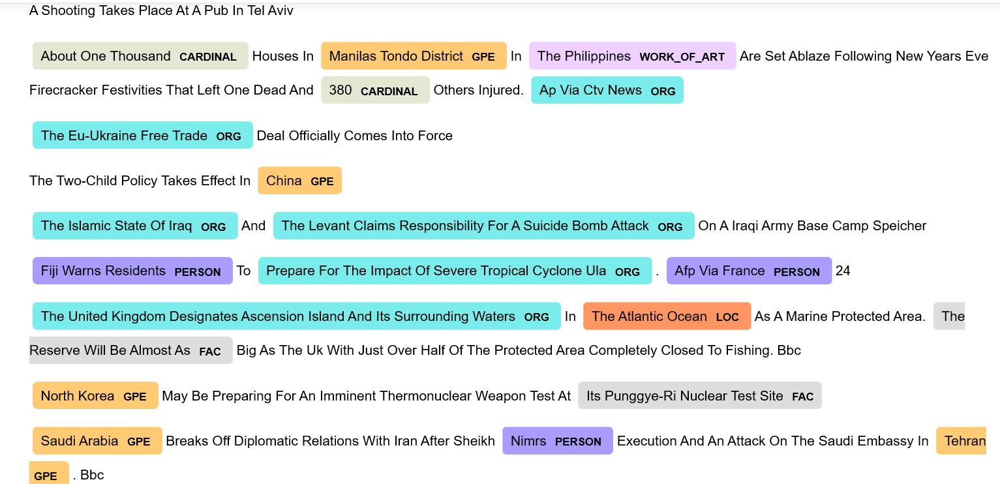 A Shooting Takes Place At A Pub In Tel Aviv
About One Thousand CARDINAL Houses In Manilas Tondo District GPE In The Philippines WORK_OF_ART Are Set Ablaze Following New Years Eve
Firecracker Festivities That Left One Dead And 380 CARDINAL Others Injured. Ap Via Ctv News ORG
The Eu-Ukraine Free Trade ORG Deal Officially Comes Into Force
The Two-Child Policy Takes Effect In China GPE
The Islamic State Of Iraq ORG And The Levant Claims Responsibility For A Suicide Bomb Attack ORG On A Iraqi Army Base Camp Speicher
Fiji Warns Residents PERSON To Prepare For The Impact Of Severe Tropical Cyclone Ula ORG . Afp Via France PERSON 24
The United Kingdom Designates Ascension Island And Its Surrounding Waters ORG In The Atlantic Ocean LOC As A Marine Protected Area. The
Reserve Will Be Almost As FAC Big As The Uk With Just Over Half Of The Protected Area Completely Closed To Fishing. Bbc
North Korea GPE May Be Preparing For An Imminent Thermonuclear Weapon Test At Its Punggye-Ri Nuclear Test Site FAC
Saudi Arabia GPE Breaks Off Diplomatic Relations With Iran After Sheikh Nimrs PERSON Execution And An Attack On The Saudi Embassy In Tehran
GPE . Bbc